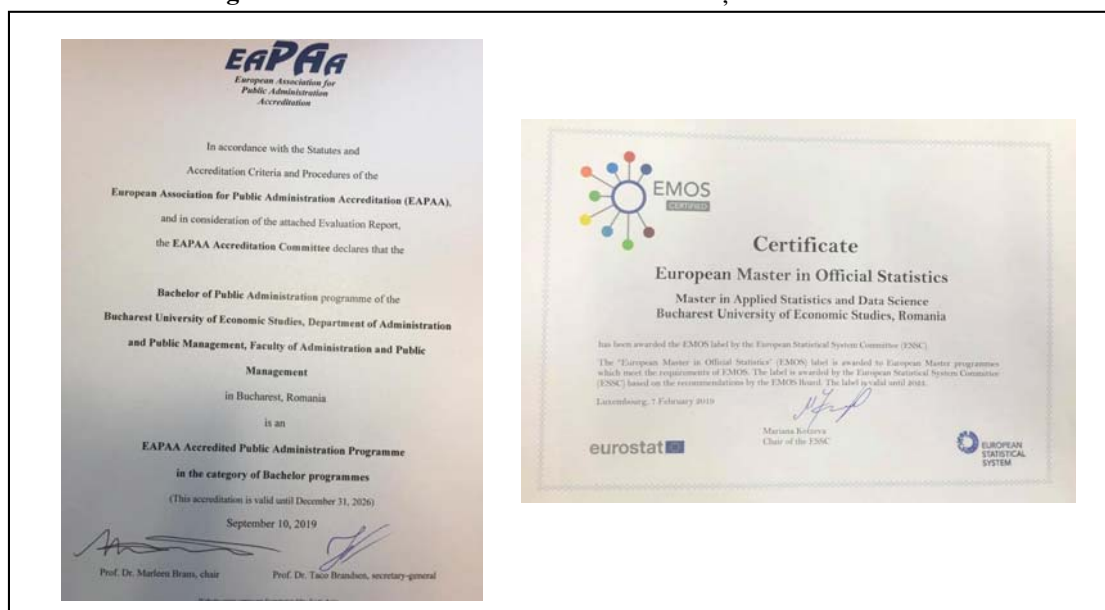 EAPAA
European Association for
Public Administration
Accreditation
In accordance with the Statutes and
Accreditation Criteria and Procedures of the
European Association for Public Administration Accreditation (EAPAA),
and in consideration of the attached Evaluation Report,
the EAPAA Accreditation Committee declares that the
Bachelor of Public Administration programme of the
Bucharest University of Economic Studies, Department of Administration
and Public Management, Faculty of Administration and Public
Management
in Bucharest, Romania
is an
EAPAA Accredited Public Administration Programme
in the category of Bachelor programmes
(This accreditation is valid until December 31, 2026)
September 10, 2019
Prof. Dr. Marleen Brans, chair
Prof. Dr. Taco Brandsen, secretary-general
EMOS
CERTIFIED
Certificate
European Master in Official Statistics
Master in Applied Statistics and Data Science
Bucharest University of Economic Studies, Romania
has been awarded the EMOS label by the European Statistical System Committee (ESSC)
The "European Master in Official Statistics" (EMOS) label is awarded to European Master programmes
which meet the requirements of EMOS. The label is awarded by the European Statistical System Committee
(ESSC) based on the recommendations by the EMOS Board. The label is valid until
Luxembourg, 7 February 2019
Mariana Kotzeva
Chair of the ESSC
eurostat
EUROPEAN
STATISTICAL
SYSTEM